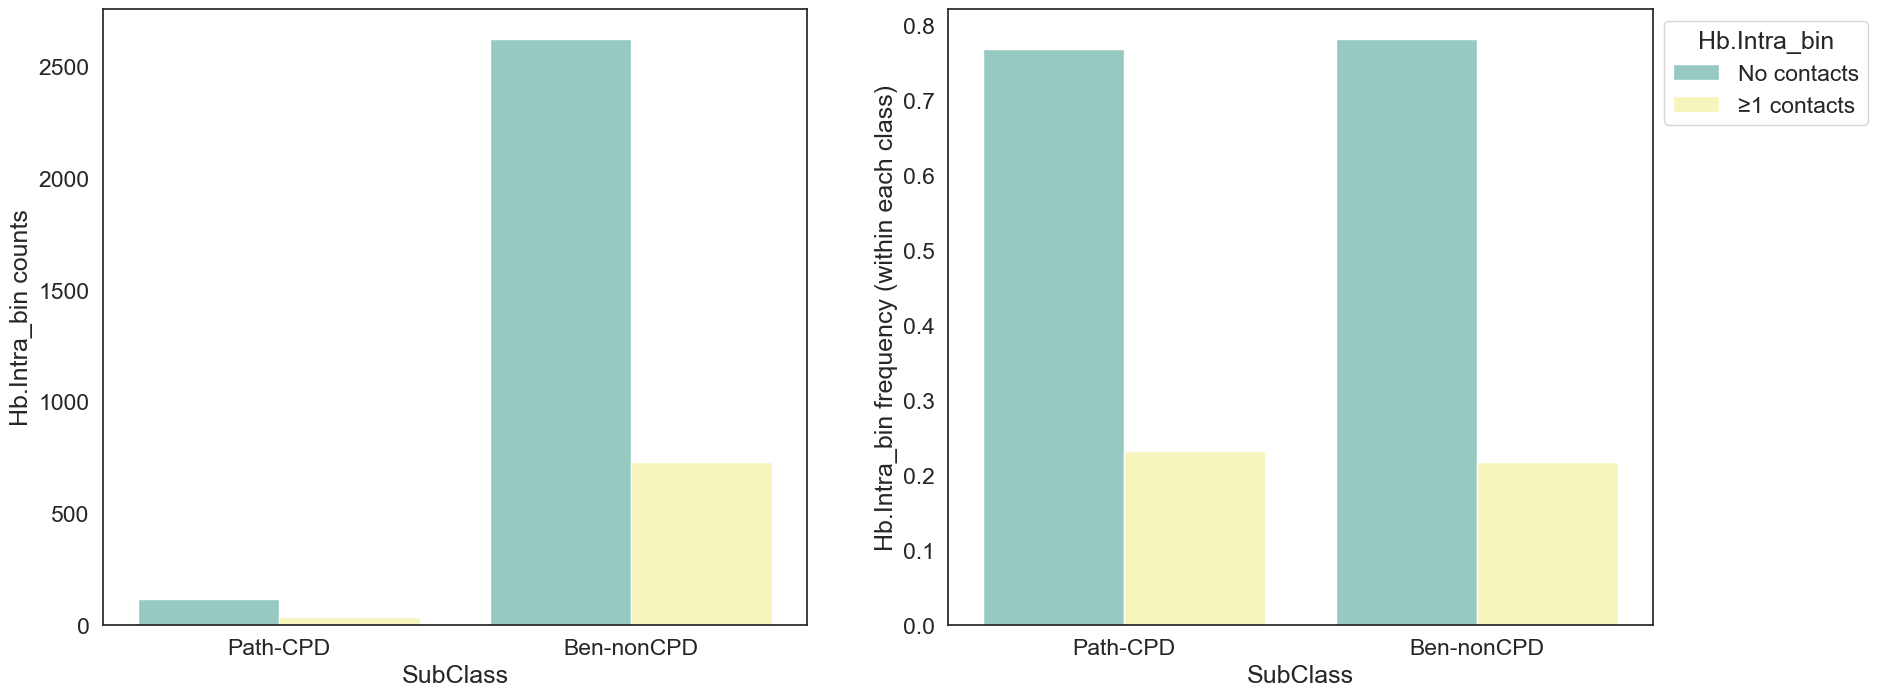 Hb.Intra_bin counts
2500
2000
1500
1000
500
0
Path-CPD
Ben-nonCPD
SubClass
Hb.Intra_bin frequency (within each class)
0.8
0.7
0.6
0.5
0.4
0.3
0.2
0.1
0.0
Path-CPD
Ben-nonCPD
SubClass
Hb.Intra_bin
No contacts
≥1 contacts